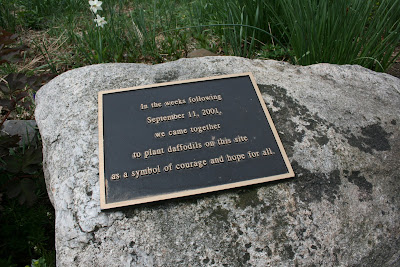 In the weeks following
September 11, 2001,
we came together
to plant daffodils on this site
as a symbol of courage and hope for all.